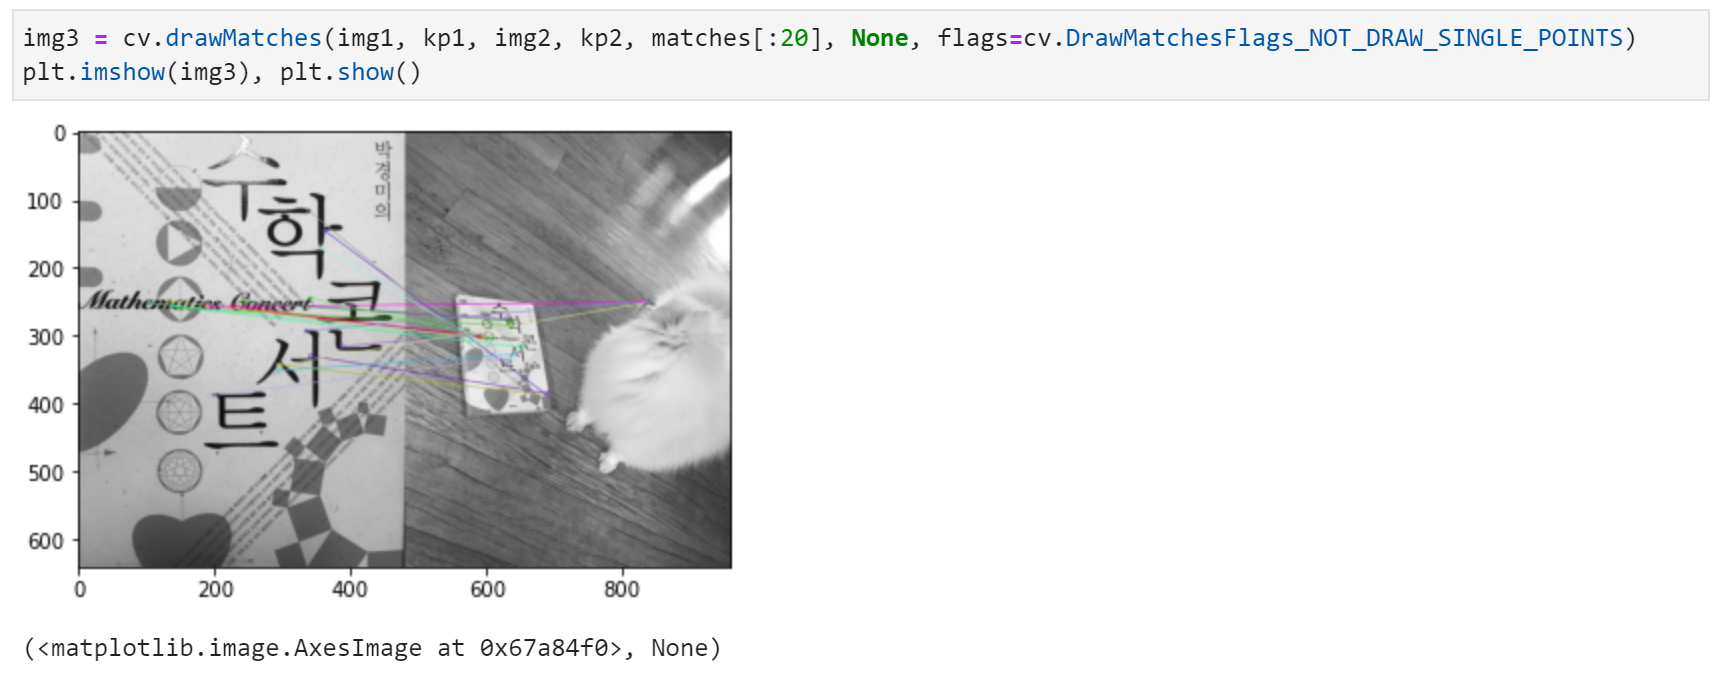 img3 = cv.drawMatches(img1, kp1, img2, kp2, matches[:20], None, flags=cv.DrawMatchesFlags_NOT_DRAW_SINGLE_POINTS)
plt.imshow(img3), plt.show()
0
100
200
300
400
500
600
박경미의
수학
콘서트
Mathematics Concert
0 200 400 600 800
(<matplotlib.image.AxesImage at 0x67a84f0>, None)